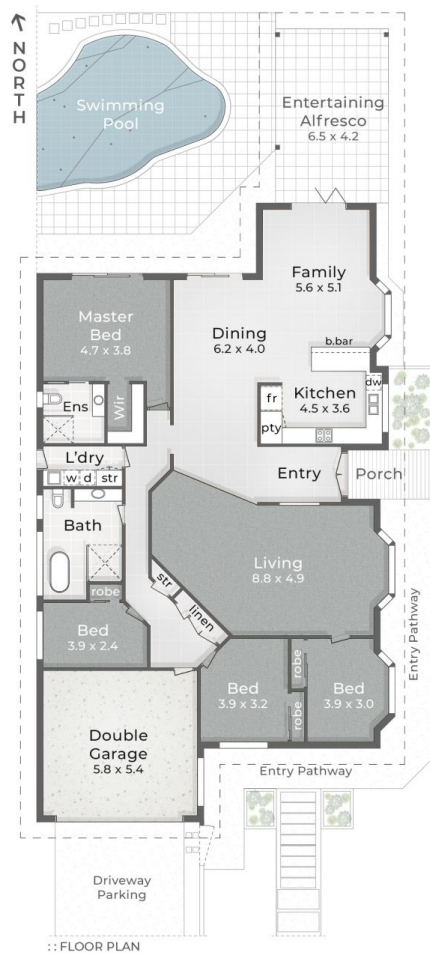 NORTH
Swimming
Pool
Entertaining
Alfresco
6.5 x 4.2
Family
5.6 x 5.1
Master
Bed
4.7 x 3.8
Dining
6.2 x 4.0
b.bar
dw
Kitchen
4.5 x 3.6
fr
pty
Ens
Wir
L'dry
w d str
Entry
Porch
Bath
Living
8.8 x 4.9
str
linen
robe
Bed
3.9 x 2.4
Bed
3.9 x 3.2
robe
robe
Bed
3.9 x 3.0
Entry Pathway
Double
Garage
5.8 x 5.4
Entry Pathway
Driveway
Parking
:: FLOOR PLAN